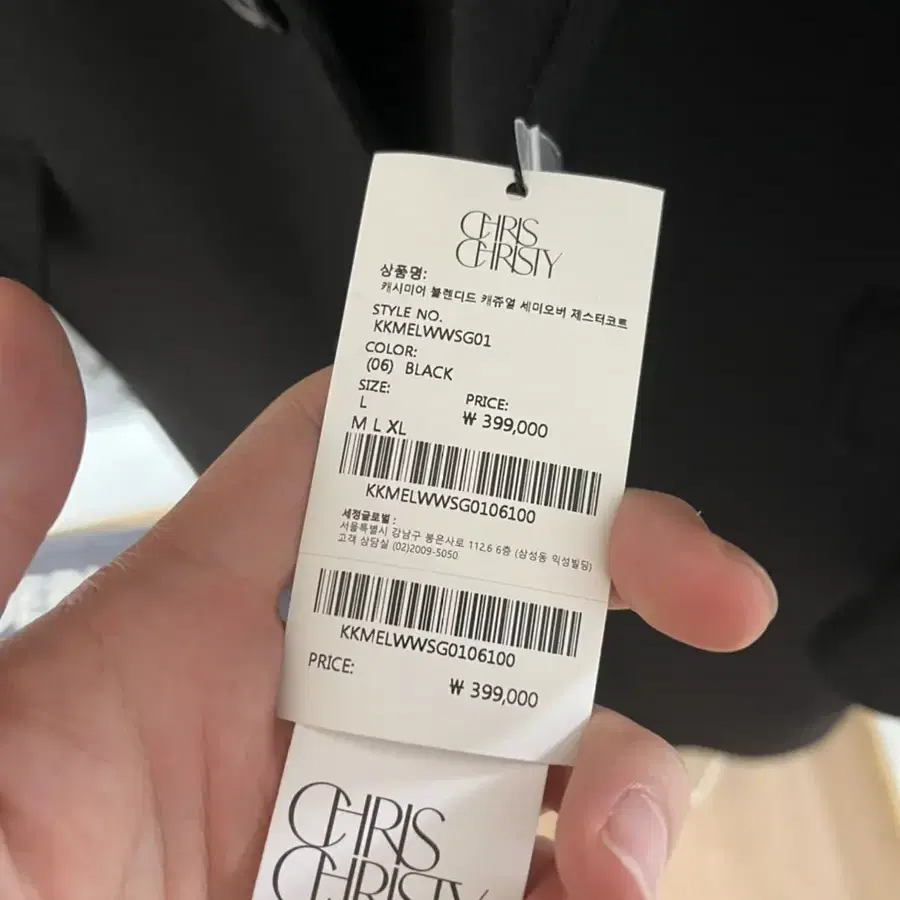 CHRIS
CHRISTY
상품명:
캐시미어 블렌디드 캐쥬얼 세미오버 제스터코트
STYLE NO.
KKMELWWSG01
COLOR:
(06) BLACK
SIZE:
L
PRICE:
₩ 399,000
M L XL
KKMELWWSG0106100
세정글로벌 :
서울특별시 강남구 봉은사로 112.6 6층 (삼성동 익성빌딩)
고객 상담실 (02)2009-5050
KKMELWWSG0106100
PRICE:
₩ 399,000
CHRIS
CHRISTY